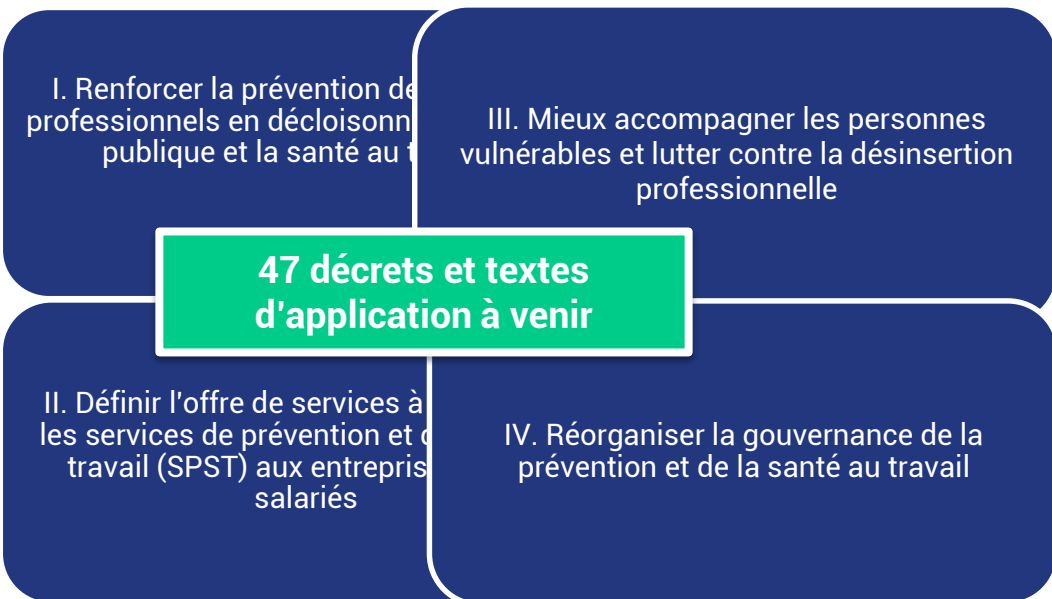 I. Renforcer la prévention de
professionnels en décloisonn
publique et la santé au t
III. Mieux accompagner les personnes
vulnérables et lutter contre la désinsertion
professionnelle
47 décrets et textes
d'application à venir
II. Définir l'offre de services à
les services de prévention et
travail (SPST) aux entrepris
salariés
IV. Réorganiser la gouvernance de la
prévention et de la santé au travail